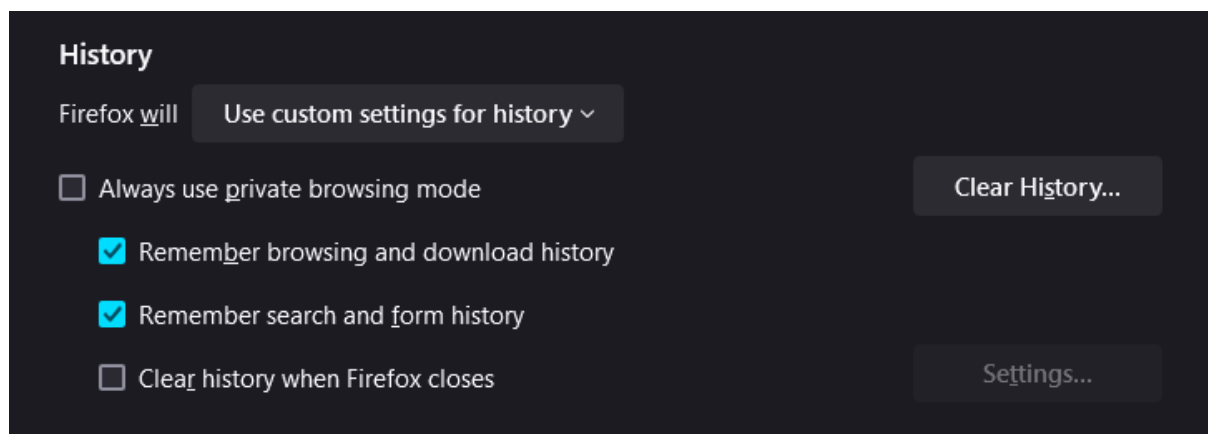 History
Firefox will Use custom settings for history
Always use private browsing mode Clear History...
Remember browsing and download history
Remember search and form history
Clear history when Firefox closes Settings...